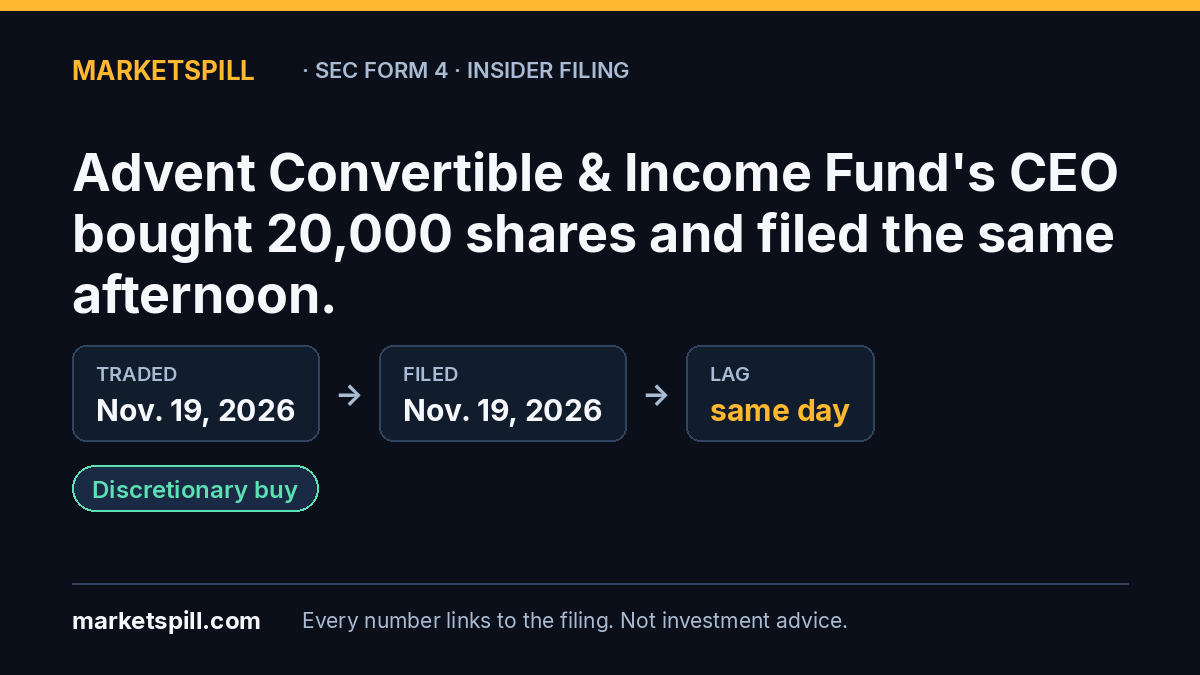 MARKETSPILL · SEC FORM 4 · INSIDER FILING
Advent Convertible & Income Fund's CEO
bought 20,000 shares and filed the same
afternoon.
TRADED
Nov. 19, 2026
→
FILED
Nov. 19, 2026
→
LAG
same day
Discretionary buy
marketspill.com Every number links to the filing. Not investment advice.